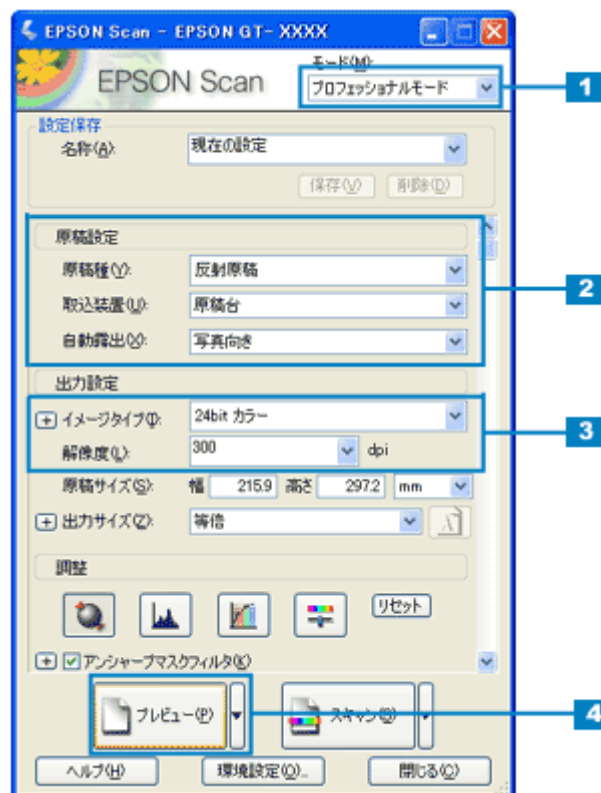 EPSON Scan - EPSON GT-XXXX
EPSON Scan
モード(M):
プロフェッショナルモード
1
設定保存
名称(A):
現在の設定
保存(V)
削除(D)
原稿設定
原稿種(Y):
反射原稿
取込装置(U):
原稿台
2
自動露出(X):
写真向き
出力設定
イメージタイプ(I):
24bit カラー
3
解像度(L):
300
dpi
原稿サイズ(S):
幅 215.9 高さ 297.2 mm
出力サイズ(Z):
等倍
調整
リセット
アンシャープマスクフィルタ(K)
プレビュー(P)
スキャン(S)
4
ヘルプ(H)
環境設定(O)...
閉じる(C)